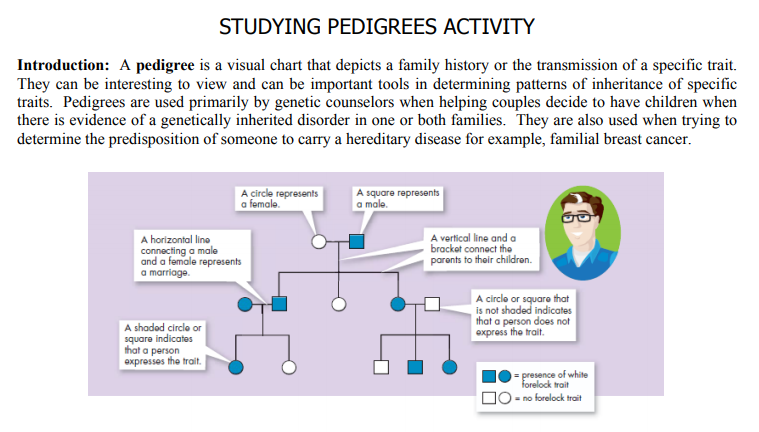 STUDYING PEDIGREES ACTIVITY
Introduction: A pedigree is a visual chart that depicts a family history or the transmission of a specific trait.
They can be interesting to view and can be important tools in determining patterns of inheritance of specific
traits. Pedigrees are used primarily by genetic counselors when helping couples decide to have children when
there is evidence of a genetically inherited disorder in one or both families. They are also used when trying to
determine the predisposition of someone to carry a hereditary disease for example, familial breast cancer.
A circle represents
a female.
A square represents
a male.
A horizontal line
connecting a male
and a female represents
a marriage.
A vertical line and a
bracket connect the
parents to their children.
A circle or square that
is not shaded indicates
that a person does not
express the trait.
A shaded circle or
square indicates
that a person
expresses the trait.
= presence of white
forelock trait
= no forelock trait